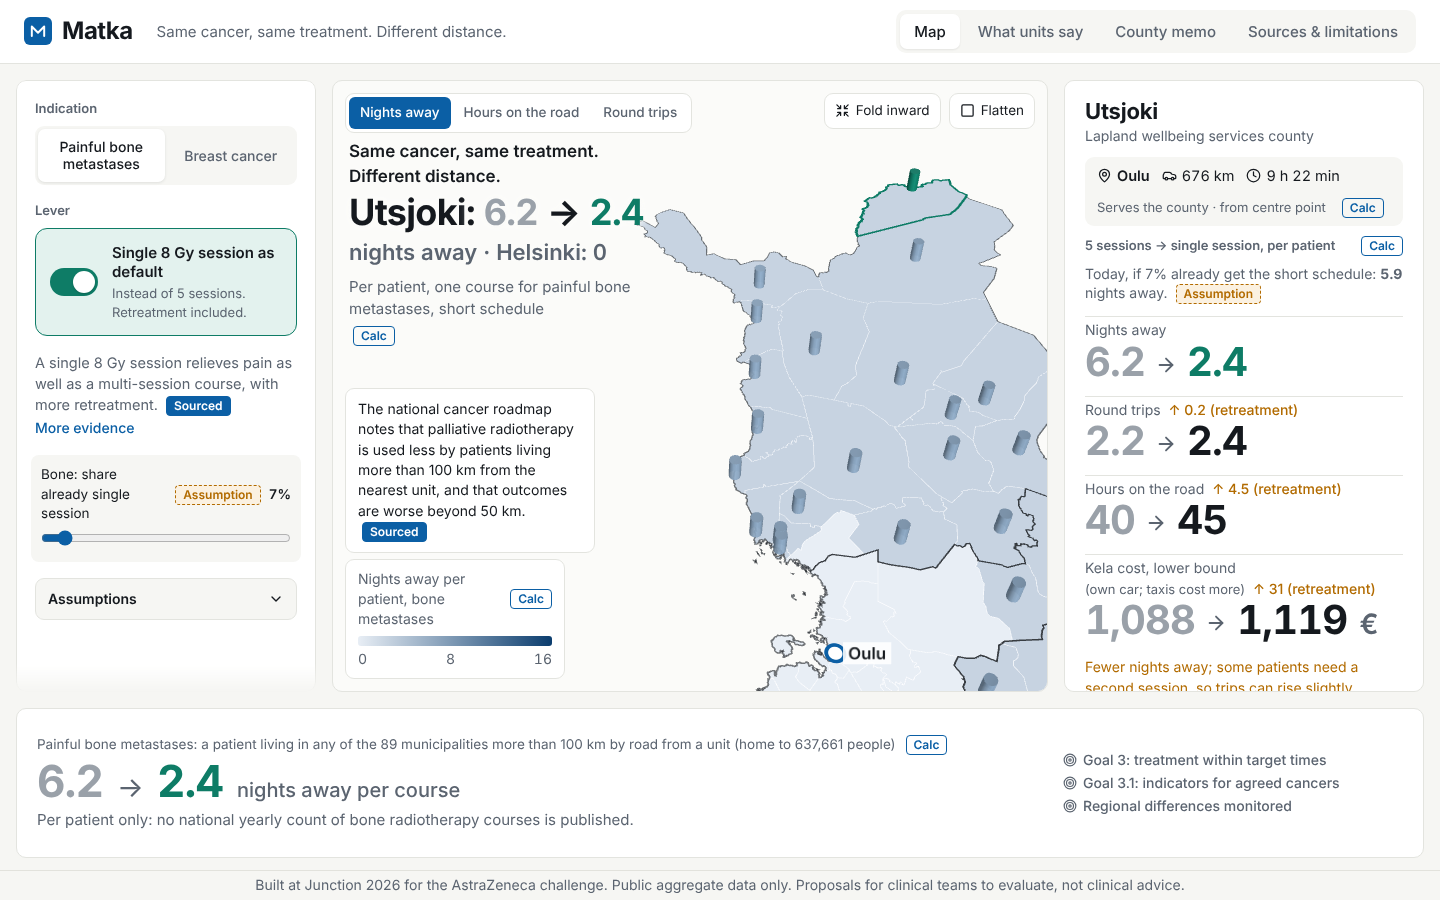 Matka
Same cancer, same treatment. Different distance.
Map
What units say
County memo
Sources & limitations
Indication
Painful bone
metastases
Breast cancer
Lever
Single 8 Gy session as
default
Instead of 5 sessions.
Retreatment included.
A single 8 Gy session relieves pain as
well as a multi-session course, with
more retreatment. Sourced
More evidence
Bone: share
already single
session
Assumption 7%
Assumptions
Nights away
Hours on the road
Round trips
Fold inward
Flatten
Same cancer, same treatment.
Different distance.
Utsjoki: 6.2 → 2.4
nights away · Helsinki: 0
Per patient, one course for painful bone
metastases, short schedule
Calc
The national cancer roadmap
notes that palliative radiotherapy
is used less by patients living
more than 100 km from the
nearest unit, and that outcomes
are worse beyond 50 km.
Sourced
Nights away per
patient, bone
metastases
Calc
0 8 16
Oulu
Utsjoki
Lapland wellbeing services county
Oulu 676 km 9 h 22 min
Serves the county · from centre point Calc
5 sessions → single session, per patient Calc
Today, if 7% already get the short schedule: 5.9
nights away. Assumption
Nights away
6.2 → 2.4
Round trips ↑ 0.2 (retreatment)
2.2 → 2.4
Hours on the road ↑ 4.5 (retreatment)
40 → 45
Kela cost, lower bound
(own car; taxis cost more) ↑ 31 (retreatment)
1,088 → 1,119 €
Fewer nights away; some patients need a
second session, so trips can rise slightly.
Painful bone metastases: a patient living in any of the 89 municipalities more than 100 km by road from a unit (home to 637,661 people) Calc
6.2 → 2.4 nights away per course
Per patient only: no national yearly count of bone radiotherapy courses is published.
Goal 3: treatment within target times
Goal 3.1: indicators for agreed cancers
Regional differences monitored
Built at Junction 2026 for the AstraZeneca challenge. Public aggregate data only. Proposals for clinical teams to evaluate, not clinical advice.